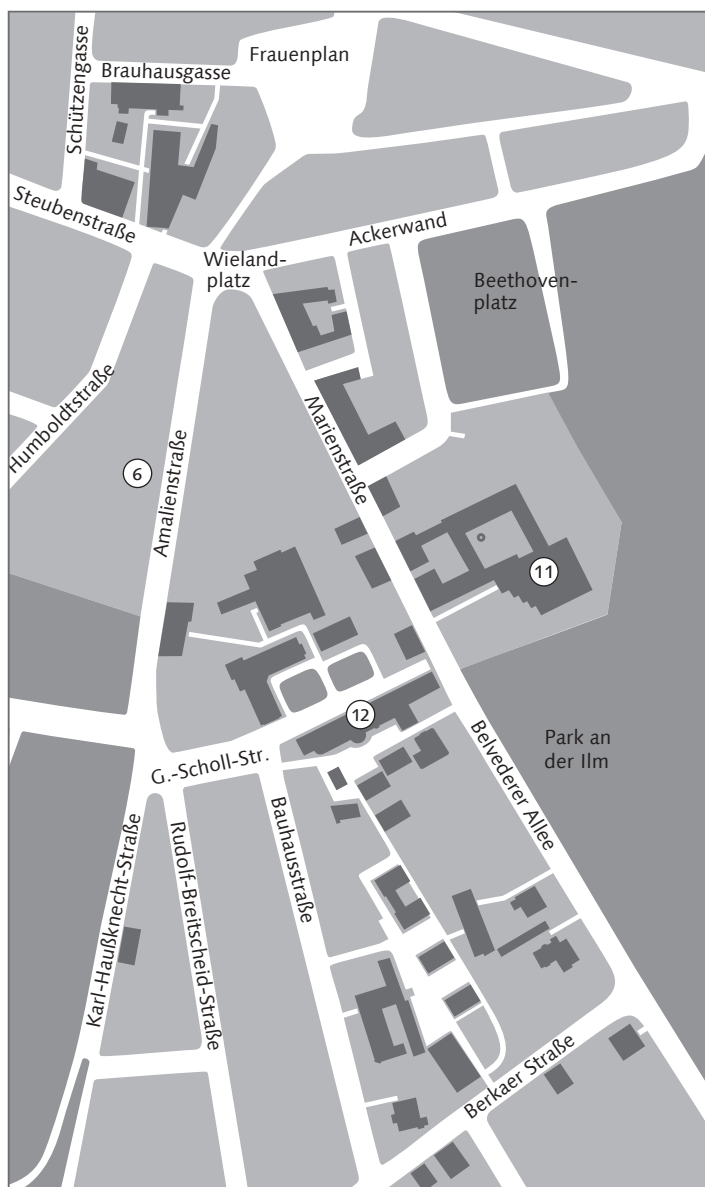 Frauenplan
Brauhausgasse
Schützengasse
Steubenstraße
Ackerwand
Wieland-
platz
Beethoven-
platz
Humboldtstraße
Marienstraße
6
Amalienstraße
11
12
Park an
der Ilm
Belvederer Allee
G.-Scholl-Str.
Bauhausstraße
Rudolf-Breitscheid-Straße
Karl-Haußknecht-Straße
Berkaer Straße